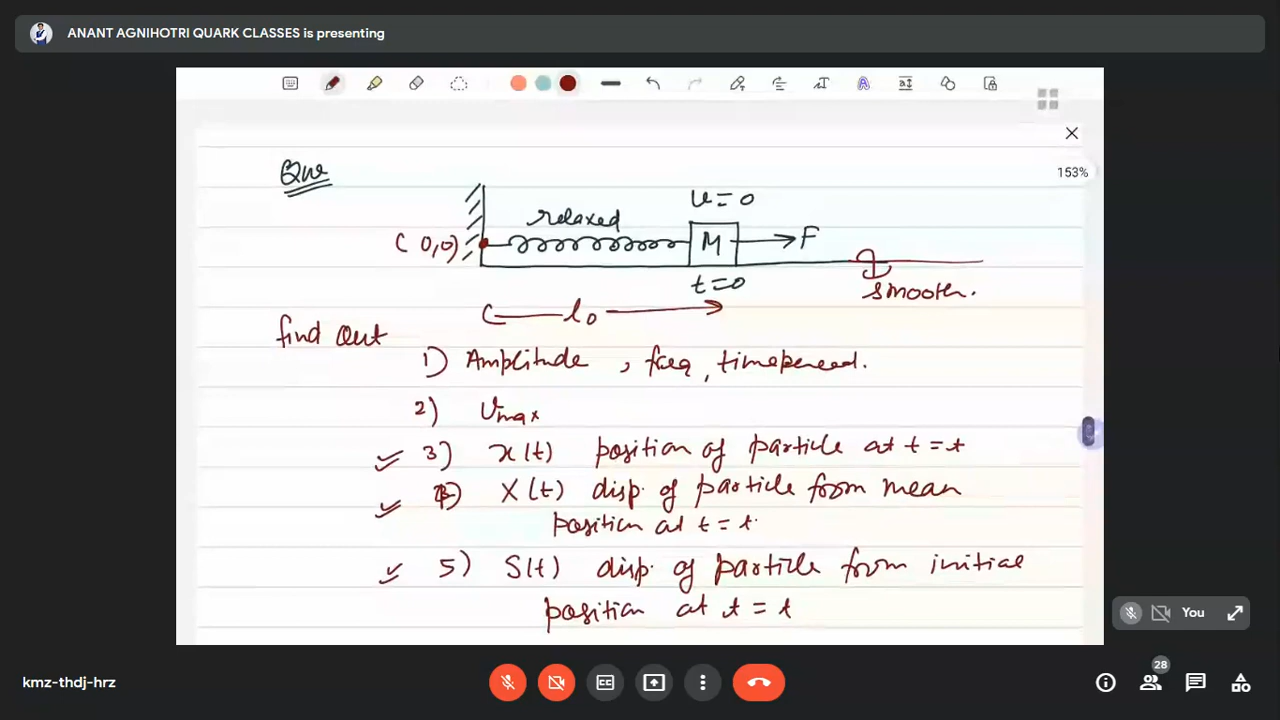 ANANT AGNIHOTRI QUARK CLASSES is presenting
153%
Que
u = 0
relaxed
(0,0)
M
F
t=0
smooth.
l0
find Out
1) Amplitude, freq, timepereod.
2) Vmax
3) x(t) position of particle at t = t
X(t) disp. of particle from mean
position at t = t.
5) S(t) disp. of particle from initial
position at t = t
You
kmz-thdj-hrz
CC
28